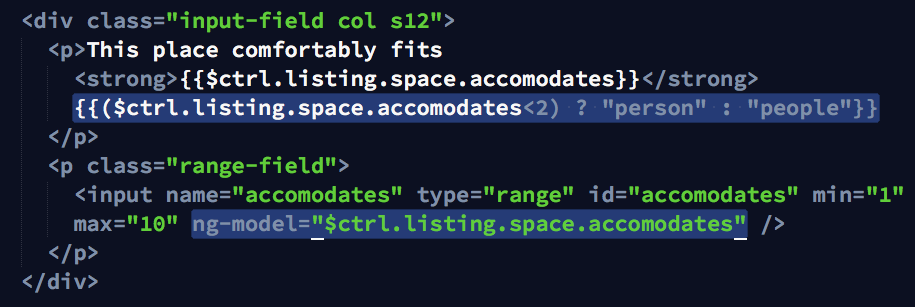 <div class="input-field col s12">
<p>This place comfortably fits
<strong>{{$ctrl.listing.space.accomodates}}</strong>
{{($ctrl.listing.space.accomodates<2) ? "person" : "people"}}
</p>
<p class="range-field">
<input name="accomodates" type="range" id="accomodates" min="1"
max="10" ng-model="$ctrl.listing.space.accomodates" />
</p>
</div>